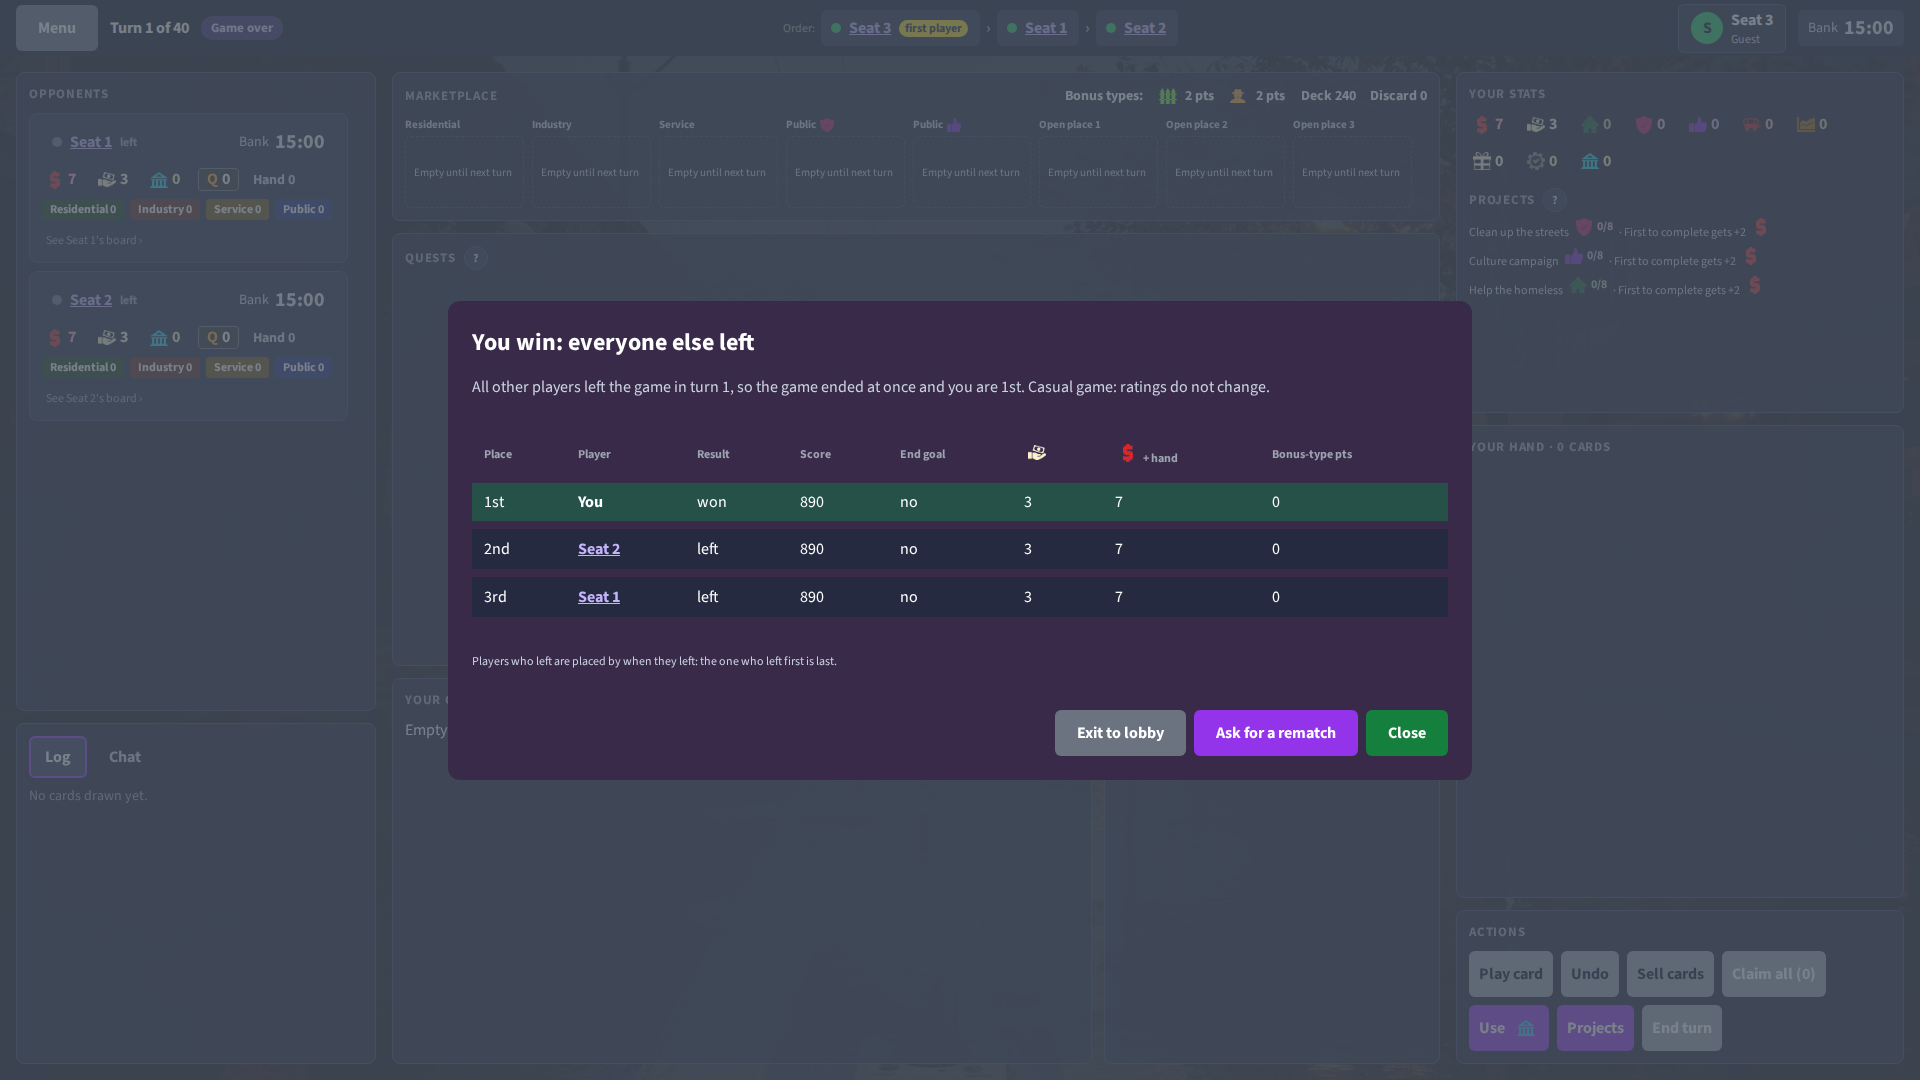 Menu
Turn 1 of 40
Game over
Order:
Seat 3
first player
›
Seat 1
›
Seat 2
S
Seat 3
Guest
Bank 15:00
OPPONENTS
Seat 1 left
Bank 15:00
7
3
0
Q 0
Hand 0
Residential 0
Industry 0
Service 0
Public 0
See Seat 1's board ›
Seat 2 left
Bank 15:00
7
3
0
Q 0
Hand 0
Residential 0
Industry 0
Service 0
Public 0
See Seat 2's board ›
Log
Chat
No cards drawn yet.
MARKETPLACE
Bonus types:
2 pts
2 pts
Deck 240
Discard 0
Residential
Industry
Service
Public
Public
Open place 1
Open place 2
Open place 3
Empty until next turn
Empty until next turn
Empty until next turn
Empty until next turn
Empty until next turn
Empty until next turn
Empty until next turn
Empty until next turn
QUESTS
?
YOUR
Empty
You win: everyone else left
All other players left the game in turn 1, so the game ended at once and you are 1st. Casual game: ratings do not change.
Place Player Result Score End goal + hand Bonus-type pts
1st You won 890 no 3 7 0
2nd Seat 2 left 890 no 3 7 0
3rd Seat 1 left 890 no 3 7 0
Players who left are placed by when they left: the one who left first is last.
Exit to lobby
Ask for a rematch
Close
YOUR STATS
7
3
0
0
0
0
0
0
0
0
PROJECTS
?
Clean up the streets 0/8 · First to complete gets +2
Culture campaign 0/8 · First to complete gets +2
Help the homeless 0/8 · First to complete gets +2
YOUR HAND · 0 CARDS
ACTIONS
Play card
Undo
Sell cards
Claim all (0)
Use
Projects
End turn